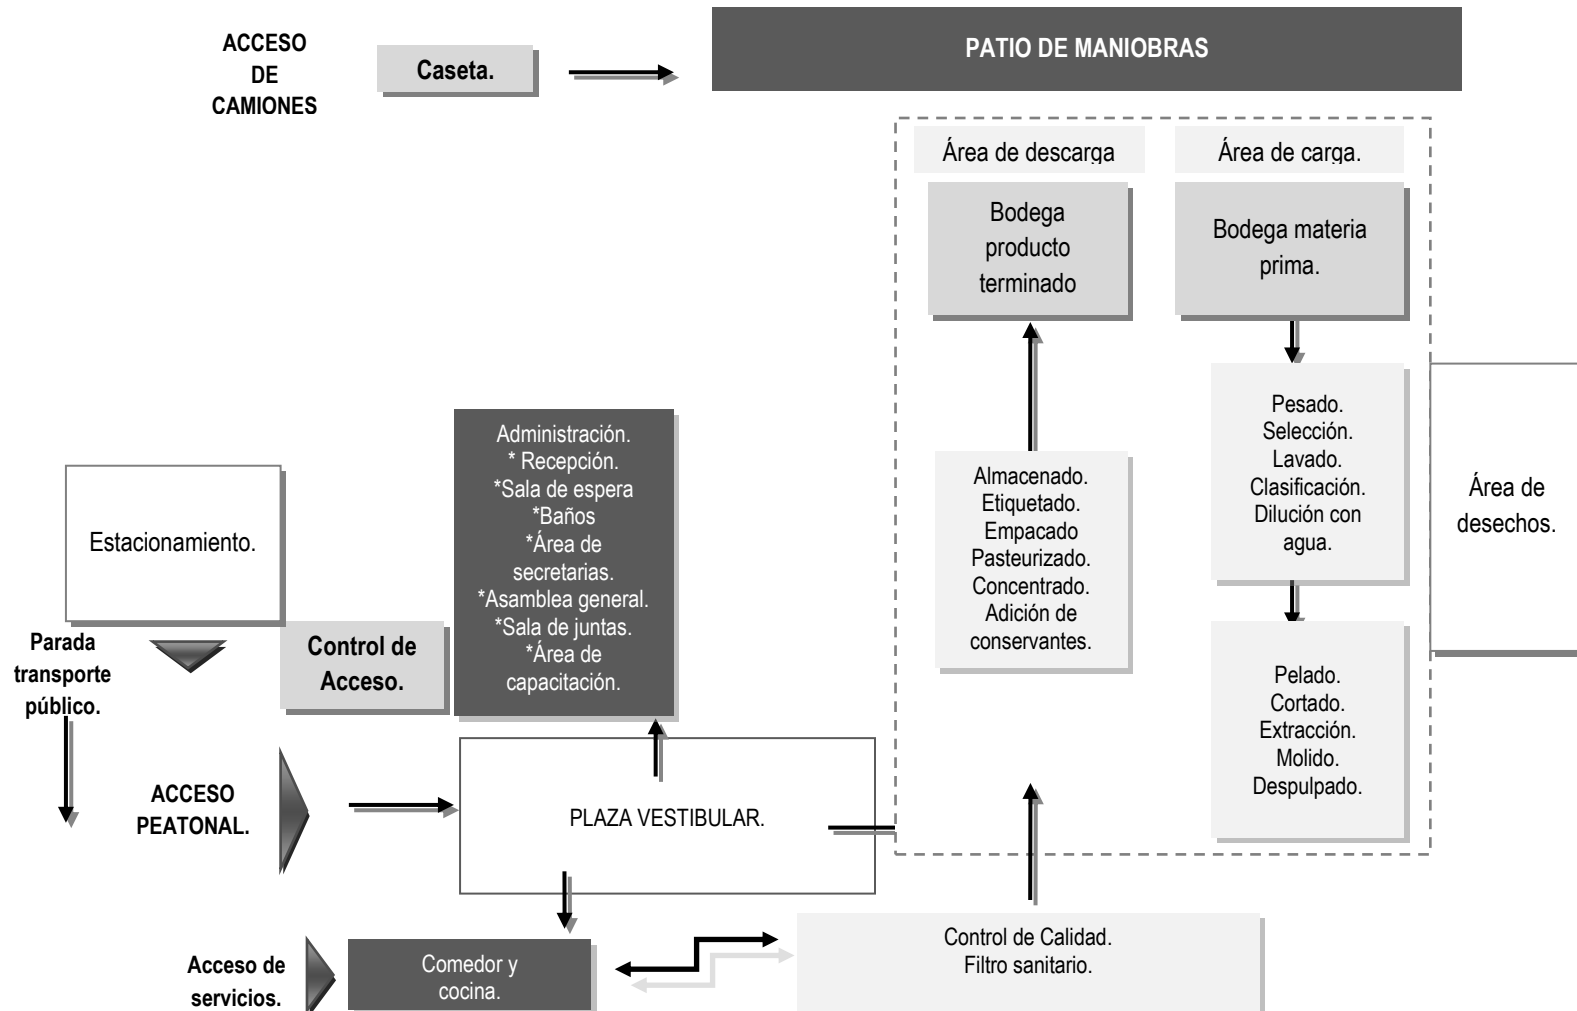 ACCESO
DE
CAMIONES
Caseta.
PATIO DE MANIOBRAS
Área de descarga
Área de carga.
Bodega
producto
terminado
Bodega materia
prima.
Pesado.
Selección.
Lavado.
Clasificación.
Dilución con
agua.
Área de
desechos.
Almacenado.
Etiquetado.
Empacado
Pasteurizado.
Concentrado.
Adición de
conservantes.
Pelado.
Cortado.
Extracción.
Molido.
Despulpado.
Administración.
* Recepción.
*Sala de espera
*Baños
*Área de
secretarias.
*Asamblea general.
*Sala de juntas.
*Área de
capacitación.
Estacionamiento.
Control de
Acceso.
Parada
transporte
público.
ACCESO
PEATONAL.
PLAZA VESTIBULAR.
Acceso de
servicios.
Comedor y
cocina.
Control de Calidad.
Filtro sanitario.